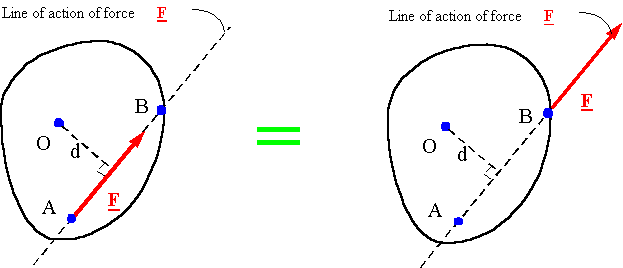 Line of action of force F
B
O
d
A
F
=
Line of action of force F
F
B
O
d
A